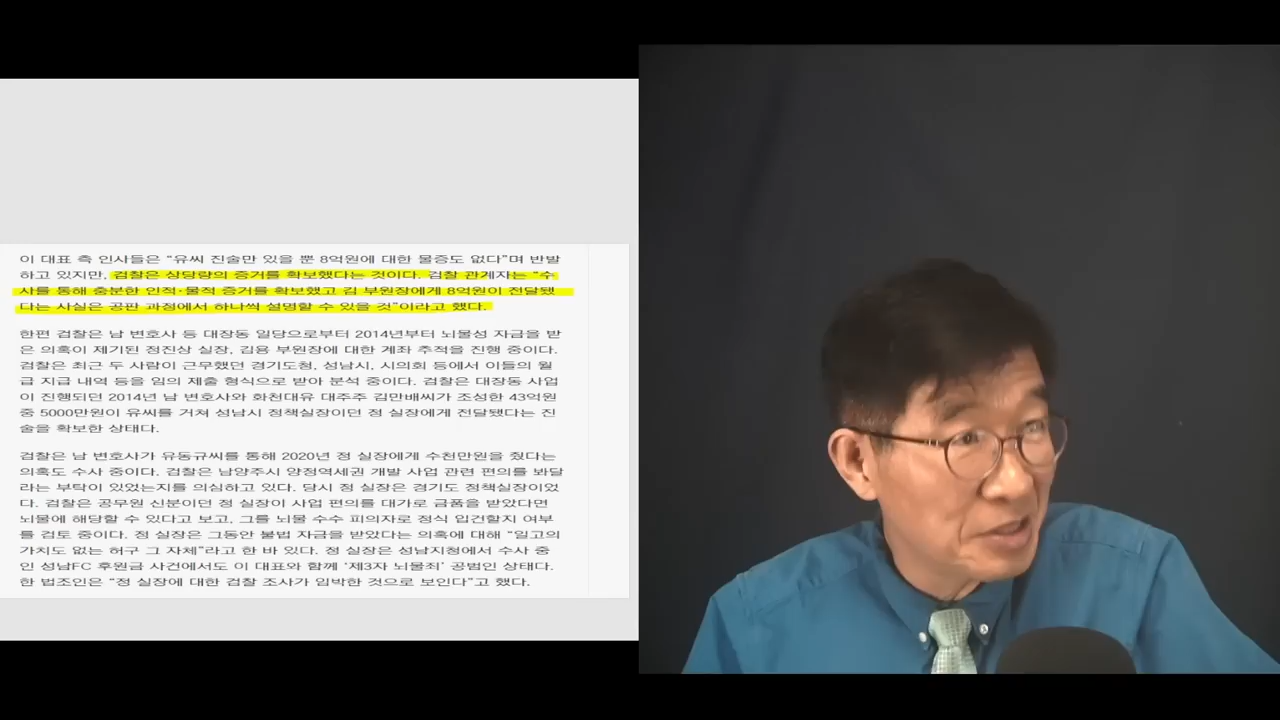 이 대표 측 인사들은 “유씨 진술만 있을 뿐 8억원에 대한 물증도 없다”며 반발
하고 있지만, 검찰은 상당량의 증거를 확보했다는 것이다. 검찰 관계자는 “수
사를 통해 충분한 인적·물적 증거를 확보했고 김 부원장에게 8억원이 전달됐
다는 사실은 공판 과정에서 하나씩 설명할 수 있을 것”이라고 했다.
한편 검찰은 남 변호사 등 대장동 일당으로부터 2014년부터 뇌물성 자금을 받
은 의혹이 제기된 정진상 실장, 김용 부원장에 대한 계좌 추적을 진행 중이다.
검찰은 최근 두 사람이 근무했던 경기도청, 성남시, 시의회 등에서 이들의 월
급 지급 내역 등을 임의 제출 형식으로 받아 분석 중이다. 검찰은 대장동 사업
이 진행되던 2014년 남 변호사와 화천대유 대주주 김만배씨가 조성한 43억원
중 5000만원이 유씨를 거쳐 성남시 정책실장이던 정 실장에게 전달됐다는 진
술을 확보한 상태다.
검찰은 남 변호사가 유동규씨를 통해 2020년 정 실장에게 수천만원을 줬다는
의혹도 수사 중이다. 검찰은 남양주시 양정역세권 개발 사업 관련 편의를 봐달
라는 부탁이 있었는지를 의심하고 있다. 당시 정 실장은 경기도 정책실장이었
다. 검찰은 공무원 신분이던 정 실장이 사업 편의를 대가로 금품을 받았다면
뇌물에 해당할 수 있다고 보고, 그를 뇌물 수수 피의자로 정식 입건할지 여부
를 검토 중이다. 정 실장은 그동안 불법 자금을 받았다는 의혹에 대해 “일고의
가치도 없는 허구 그 자체”라고 한 바 있다. 정 실장은 성남지청에서 수사 중
인 성남FC 후원금 사건에서도 이 대표와 함께 ‘제3자 뇌물죄’ 공범인 상태다.
한 법조인은 “정 실장에 대한 검찰 조사가 임박한 것으로 보인다”고 했다.